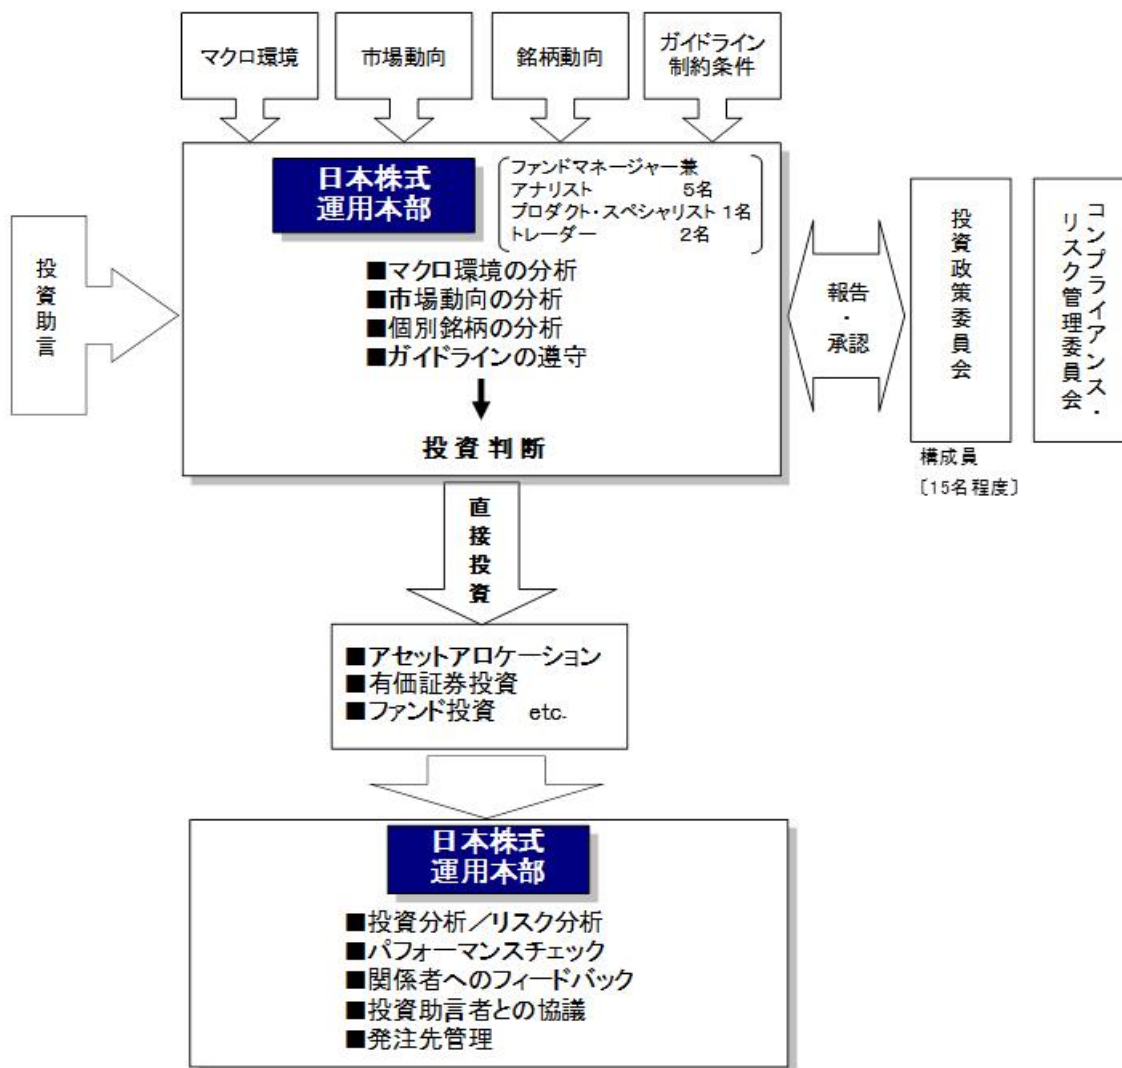 マクロ環境
市場動向
銘柄動向
ガイドライン
制約条件
日本株式
運用本部
ファンドマネージャー兼
アナリスト 5名
プロダクト・スペシャリスト 1名
トレーダー 2名
■マクロ環境の分析
■市場動向の分析
■個別銘柄の分析
■ガイドラインの遵守
投資判断
投資助言
報告
・
承認
投資政策委員会
構成員
〔15名程度〕
コンプライアンス・
リスク管理委員会
直接投資
■アセットアロケーション
■有価証券投資
■ファンド投資 etc.
日本株式
運用本部
■投資分析／リスク分析
■パフォーマンスチェック
■関係者へのフィードバック
■投資助言者との協議
■発注先管理